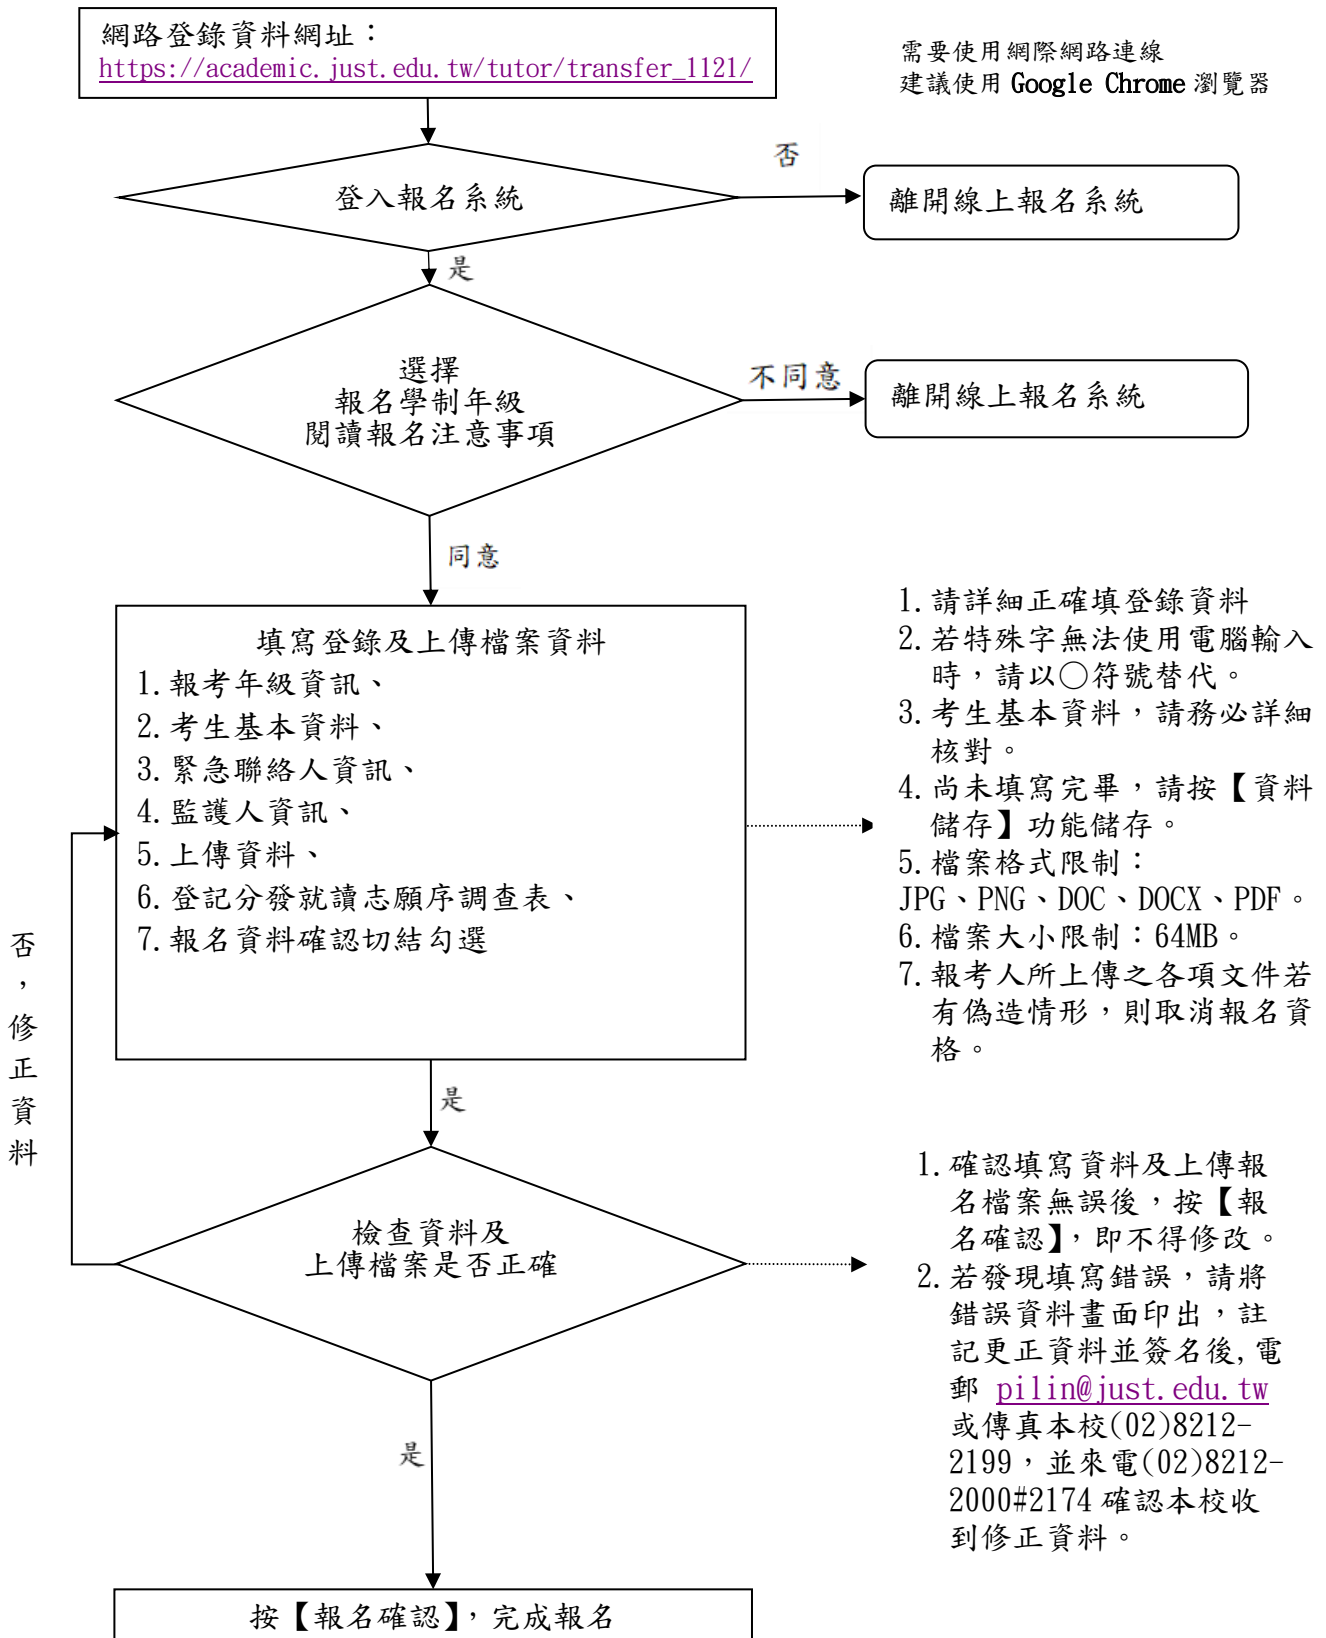 網路登錄資料網址：
https://academic.just.edu.tw/tutor/transfer_1121/
需要使用網際網路連線
建議使用 Google Chrome 瀏覽器
登入報名系統
否
離開線上報名系統
是
選擇
報名學制年級
閱讀報名注意事項
不同意
離開線上報名系統
同意
填寫登錄及上傳檔案資料
1.報考年級資訊、
2.考生基本資料、
3.緊急聯絡人資訊、
4.監護人資訊、
5.上傳資料、
6.登記分發就讀志願序調查表、
7.報名資料確認切結勾選
1.請詳細正確填登錄資料
2.若特殊字無法使用電腦輸入
時，請以○符號替代。
3.考生基本資料，請務必詳細
核對。
4.尚未填寫完畢，請按【資料
儲存】功能儲存。
5.檔案格式限制：
JPG、PNG、DOC、DOCX、PDF。
6.檔案大小限制：64MB。
7.報考人所上傳之各項文件若
有偽造情形，則取消報名資
格。
否，修正資料
是
檢查資料及
上傳檔案是否正確
1.確認填寫資料及上傳報
名檔案無誤後，按【報
名確認】，即不得修改。
2.若發現填寫錯誤，請將
錯誤資料畫面印出，註
記更正資料並簽名後,電
郵 pilin@just.edu.tw
或傳真本校(02)8212-
2199，並來電(02)8212-
2000#2174 確認本校收
到修正資料。
是
按【報名確認】，完成報名